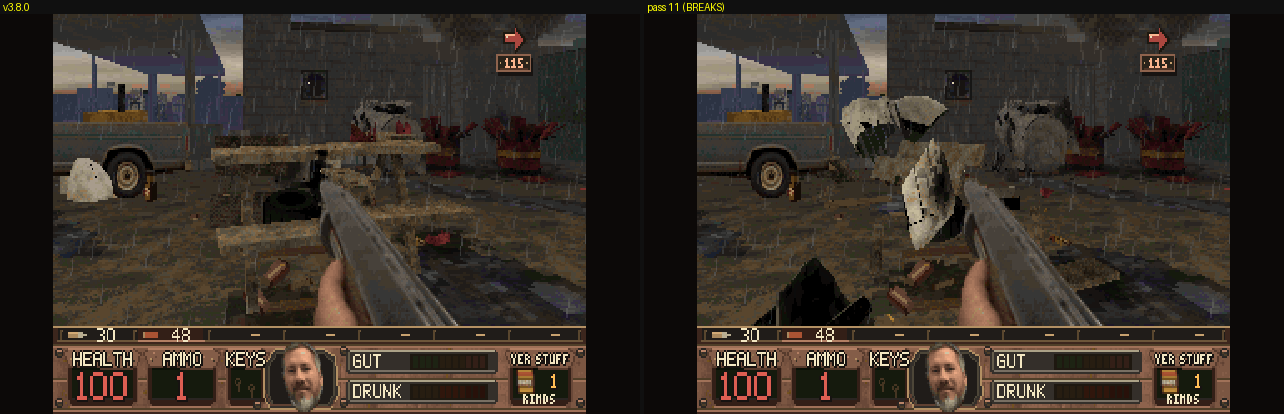 v3.8.0
pass 11 (BREAKS)
115
115
30 48
30 48
HEALTH AMMO KEYS GUT YER STUFF
100 1 DRUNK 1
RINDS
HEALTH AMMO KEYS GUT YER STUFF
100 1 DRUNK 1
RINDS